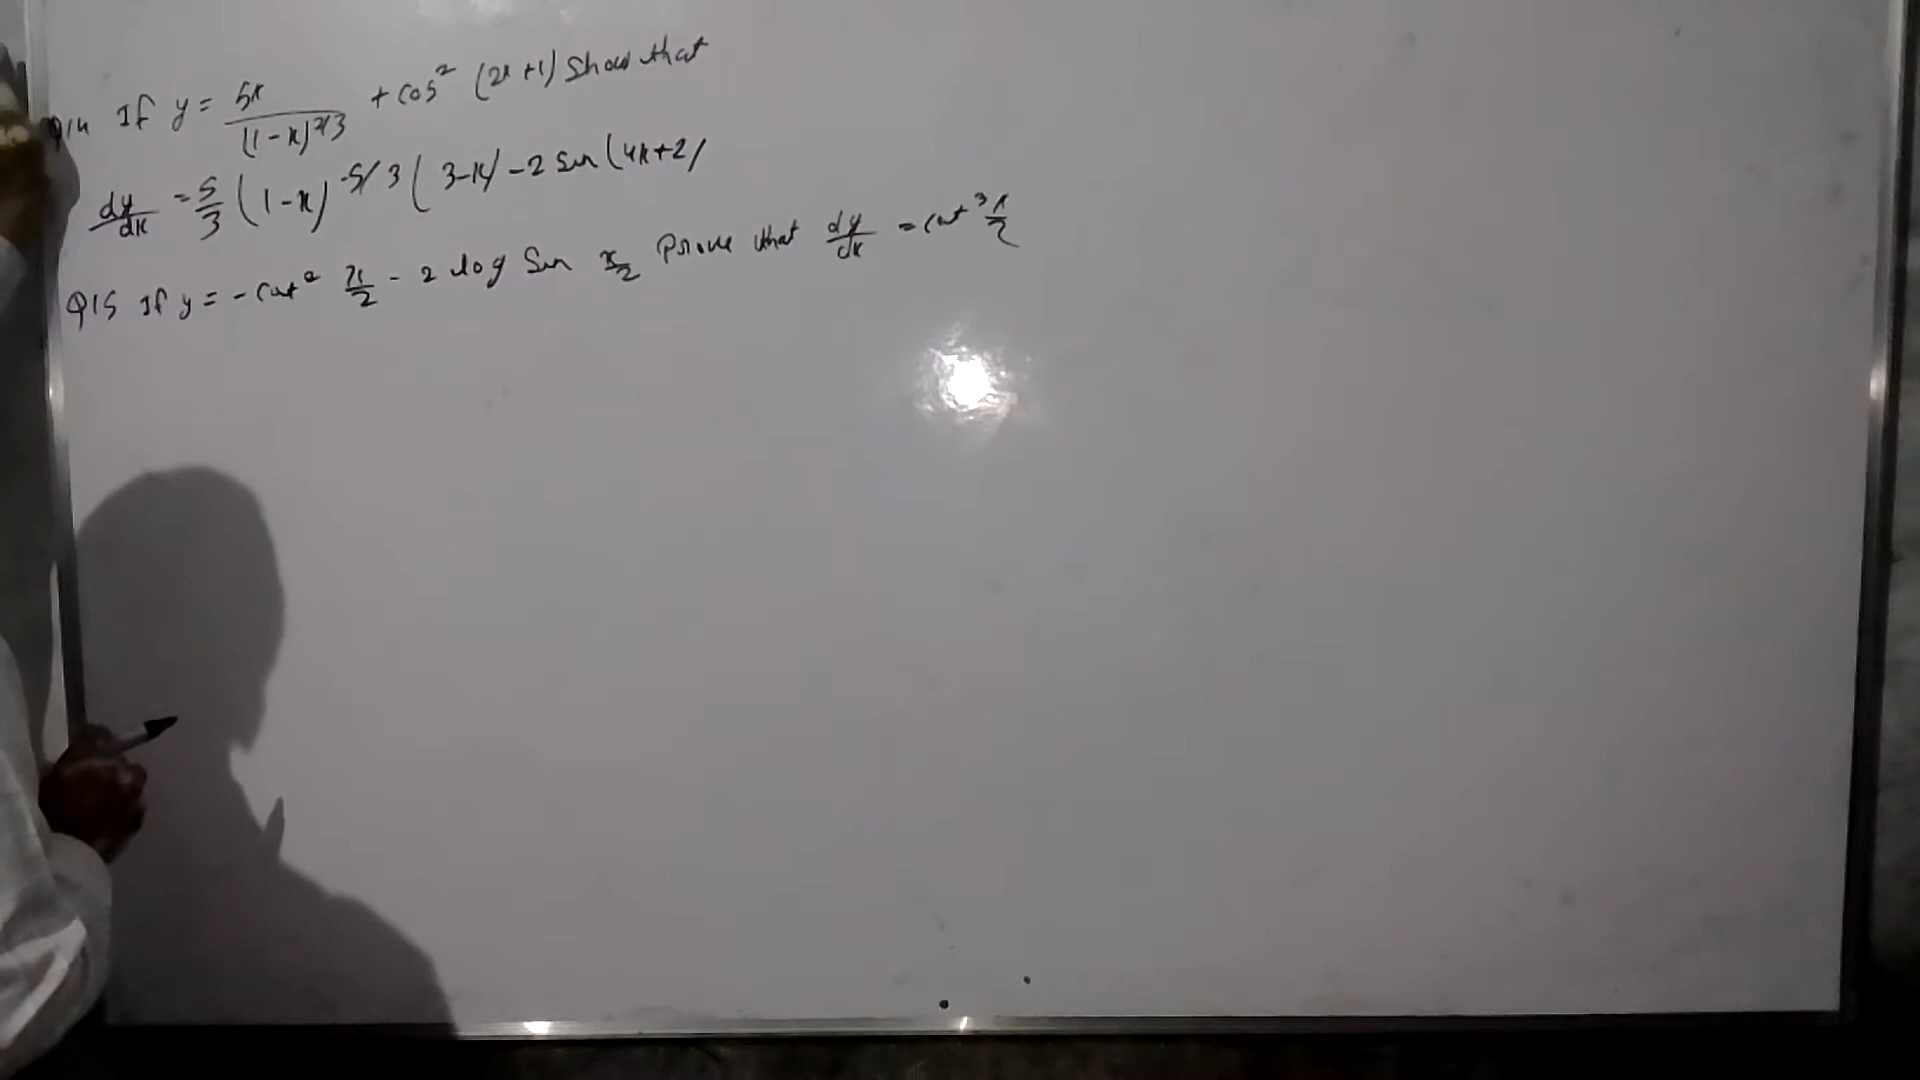 Q14 If y = 5x/(1-x)^2/3 + cos² (2x+1) Show that
dy/dx = 5/3 (1-x)^-5/3 (3-x) - 2 Sin (4x+2)
Q15 If y = - cot² x/2 - 2 log Sin x/2 Prove that dy/dx = cot³ x/2